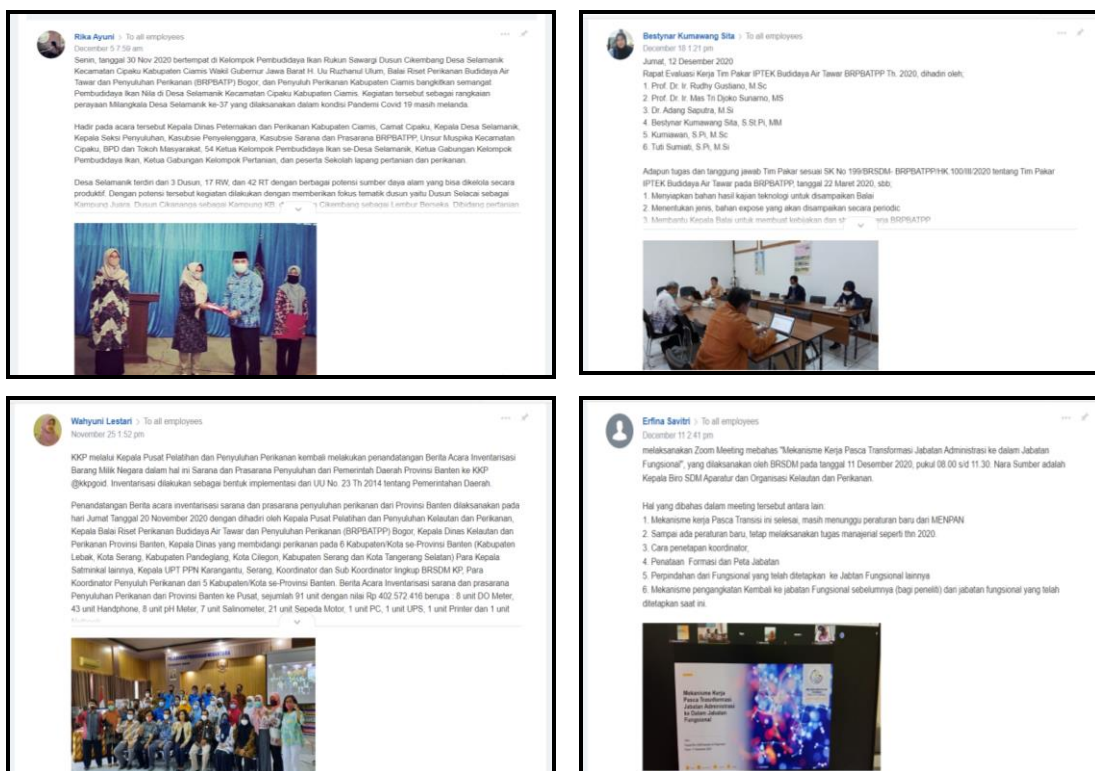 Rika Ayuni > To all employees
December 5 7:59 am
Senin, tanggal 30 Nov 2020 bertempat di Kelompok Pembudidaya Ikan Rukun Sawargi Dusun Cikembang Desa Selamanik
Kecamatan Cipaku Kabupaten Ciamis Wakil Gubernur Jawa Barat H. Uu Ruzhanul Ulum, Balai Riset Perikanan Budidaya Air
Tawar dan Penyuluhan Perikanan (BRPBATP) Bogor, dan Penyuluh Perikanan Kabupaten Ciamis bangkitkan semangat
Pembudidaya Ikan Nila di Desa Selamanik Kecamatan Cipaku Kabupaten Ciamis. Kegiatan tersebut sebagai rangkaian
perayaan Milangkala Desa Selamanik ke-37 yang dilaksanakan dalam kondisi Pandemi Covid 19 masih melanda.
Hadir pada acara tersebut Kepala Dinas Peternakan dan Perikanan Kabupaten Ciamis, Camat Cipaku, Kepala Desa Selamanik,
Kepala Seksi Penyuluhan, Kasubsie Penyelenggara, Kasubsie Sarana dan Prasarana BRPBATPP, Unsur Muspika Kecamatan
Cipaku, BPD dan Tokoh Masyarakat, 54 Ketua Kelompok Pembudidaya Ikan se-Desa Selamanik, Ketua Gabungan Kelompok
Pembudidaya Ikan, Ketua Gabungan Kelompok Pertanian, dan peserta Sekolah lapang pertanian dan perikanan.
Desa Selamanik terdiri dari 3 Dusun, 17 RW, dan 42 RT dengan berbagai potensi sumber daya alam yang bisa dikelola secara
produktif. Dengan potensi tersebut kegiatan dilakukan dengan memberikan fokus tematik dusun yaitu Dusun Selacai sebagai
Kampung Juara, Dusun Cikananga sebagai Kampung KB, Cikembang sebagai Lembur Berseka. Dibidang pertanian
Bestynar Kumawang Sita > To all employees
December 18 1:21 pm
Jumat, 12 Desember 2020
Rapat Evaluasi Kerja Tim Pakar IPTEK Budidaya Air Tawar BRPBATPP Th. 2020, dihadiri oleh;
1. Prof. Dr. Ir. Rudhy Gustiano, M.Sc
2. Prof. Dr. Ir. Mas Tri Djoko Sunarno, MS
3. Dr. Adang Saputra, M.Si
4. Bestynar Kumawang Sita, S.St.Pi, MM
5. Kurniawan, S.Pi, M.Sc
6. Tuti Sumiati, S.Pi, M.Si
Adapun tugas dan tanggung jawab Tim Pakar sesuai SK No 199/BRSDM- BRPBATPP/HK.100/III/2020 tentang Tim Pakar
IPTEK Budidaya Air Tawar pada BRPBATPP, tanggal 22 Maret 2020, sbb;
1. Menyiapkan bahan hasil kajian teknologi untuk disampaikan Balai
2. Menentukan jenis, bahan expose yang akan disampaikan secara periodic
3. Membantu Kepala Balai untuk membuat kebijakan dan BRPBATPP
Wahyuni Lestari > To all employees
November 25 1:52 pm
KKP melalui Kepala Pusat Pelatihan dan Penyuluhan Perikanan kembali melakukan penandatangan Berita Acara Inventarisasi
Barang Milik Negara dalam hal ini Sarana dan Prasarana Penyuluhan dari Pemerintah Daerah Provinsi Banten ke KKP
@kkpgoid. Inventarisasi dilakukan sebagai bentuk implementasi dari UU No. 23 Th 2014 tentang Pemerintahan Daerah.
Penandatangan Berita acara inventarisasi sarana dan prasarana penyuluhan perikanan dari Provinsi Banten dilaksanakan pada
hari Jumat Tanggal 20 November 2020 dengan dihadiri oleh Kepala Pusat Pelatihan dan Penyuluhan Kelautan dan Perikanan,
Kepala Balai Riset Perikanan Budidaya Air Tawar dan Penyuluhan Perikanan (BRPBATPP) Bogor, Kepala Dinas Kelautan dan
Perikanan Provinsi Banten, Kepala Dinas yang membidangi perikanan pada 6 Kabupaten/Kota se-Provinsi Banten (Kabupaten
Lebak, Kota Serang, Kabupaten Pandeglang, Kota Cilegon, Kabupaten Serang dan Kota Tangerang Selatan) Para Kepala
Satminkal lainnya, Kepala UPT PPN Karangantu, Serang, Koordinator dan Sub Koordinator lingkup BRSDM KP, Para
Koordinator Penyuluh Perikanan dari 5 Kabupaten/Kota se-Provinsi Banten. Berita Acara Inventarisasi sarana dan prasarana
Penyuluhan Perikanan dari Provinsi Banten ke Pusat, sejumlah 91 unit dengan nilai Rp 402.572.416 berupa : 8 unit DO Meter,
43 unit Handphone, 8 unit pH Meter, 7 unit Salinometer, 21 unit Sepeda Motor, 1 unit PC, 1 unit UPS, 1 unit Printer dan 1 unit
Erfina Savitri > To all employees
December 11 2:41 pm
melaksanakan Zoom Meeting mebahas "Mekanisme Kerja Pasca Transformasi Jabatan Administrasi ke dalam Jabatan
Fungsional", yang dilaksanakan oleh BRSDM pada tanggal 11 Desember 2020, pukul 08.00 s/d 11.30. Nara Sumber adalah
Kepala Biro SDM Aparatur dan Organisasi Kelautan dan Perikanan.
Hal yang dibahas dalam meeting tersebut antara lain:
1. Mekanisme kerja Pasca Transisi ini selesai, masih menunggu peraturan baru dari MENPAN
2. Sampai ada peraturan baru, tetap melaksanakan tugas manajerial seperti thn 2020.
3. Cara penetapan koordinator,
4. Penataan Formasi dan Peta Jabatan
5. Perpindahan dari Fungsional yang telah ditetapkan ke Jabtan Fungsional lainnya
6. Mekanisme pengangkatan Kembali ke jabatan Fungsional sebelumnya (bagi peneliti) dari jabatan fungsional yang telah
ditetapkan saat ini.
Mekanisme Kerja
Pasca Transformasi
Jabatan Administrasi
ke Dalam Jabatan
Fungsional